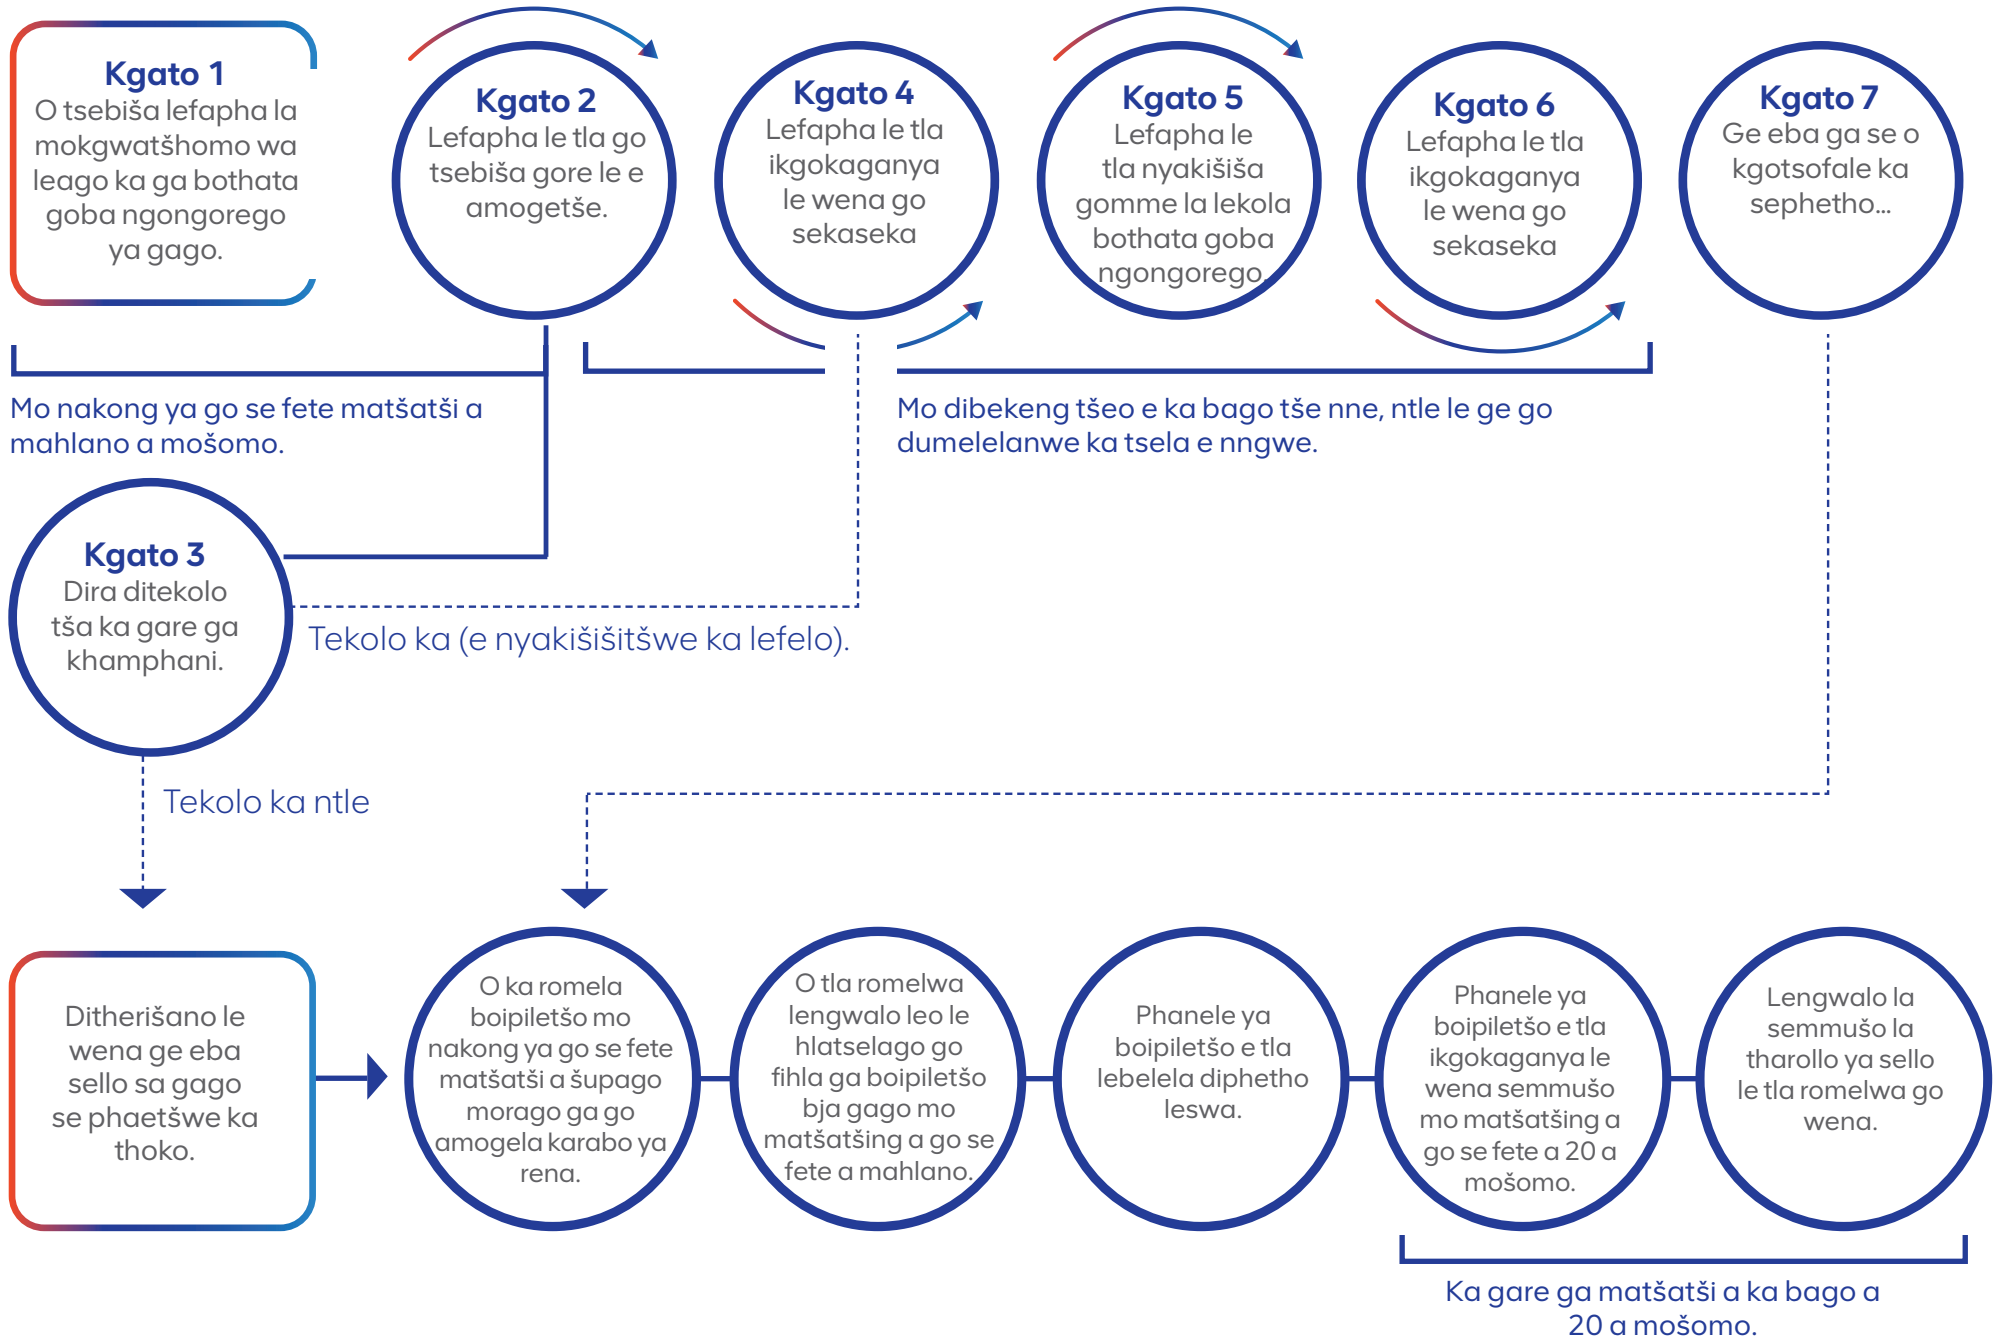 Kgato 1
O tsebiša lefapha la
mokgwatšhomo wa
leago ka ga bothata
goba ngongorego
ya gago.
Kgato 2
Lefapha le tla go
tsebiša gore le e
amogetše.
Kgato 4
Lefapha le tla
ikgokaganya
le wena go
sekaseka
Kgato 5
Lefapha le
tla nyakišiša
gomme la lekola
bothata goba
ngongorego.
Kgato 6
Lefapha le tla
ikgokaganya
le wena go
sekaseka
Kgato 7
Ge eba ga se o
kgotsofale ka
sephetho...
Mo nakong ya go se fete matšatši a
mahlano a mošomo.
Mo dibekeng tšeo e ka bago tše nne, ntle le ge go
dumelelanwe ka tsela e nngwe.
Kgato 3
Dira ditekolo
tša ka gare ga
khamphani.
Tekolo ka (e nyakišišitšwe ka lefelo).
Tekolo ka ntle
Ditherišano le
wena ge eba
sello sa gago
se phaetšwe ka
thoko.
O ka romela
boipiletšo mo
nakong ya go se fete
matšatši a šupago
morago ga go
amogela karabo ya
rena.
O tla romelwa
lengwalo leo le
hlatselago go
fihla ga boipiletšo
bja gago mo
matšatšing a go se
fete a mahlano.
Phanele ya
boipiletšo e tla
lebelela diphetho
leswa.
Phanele ya
boipiletšo e tla
ikgokaganya le
wena semmušo
mo matšatšing a
go se fete a 20 a
mošomo.
Lengwalo la
semmušo la
tharollo ya sello
le tla romelwa go
wena.
Ka gare ga matšatši a ka bago a
20 a mošomo.